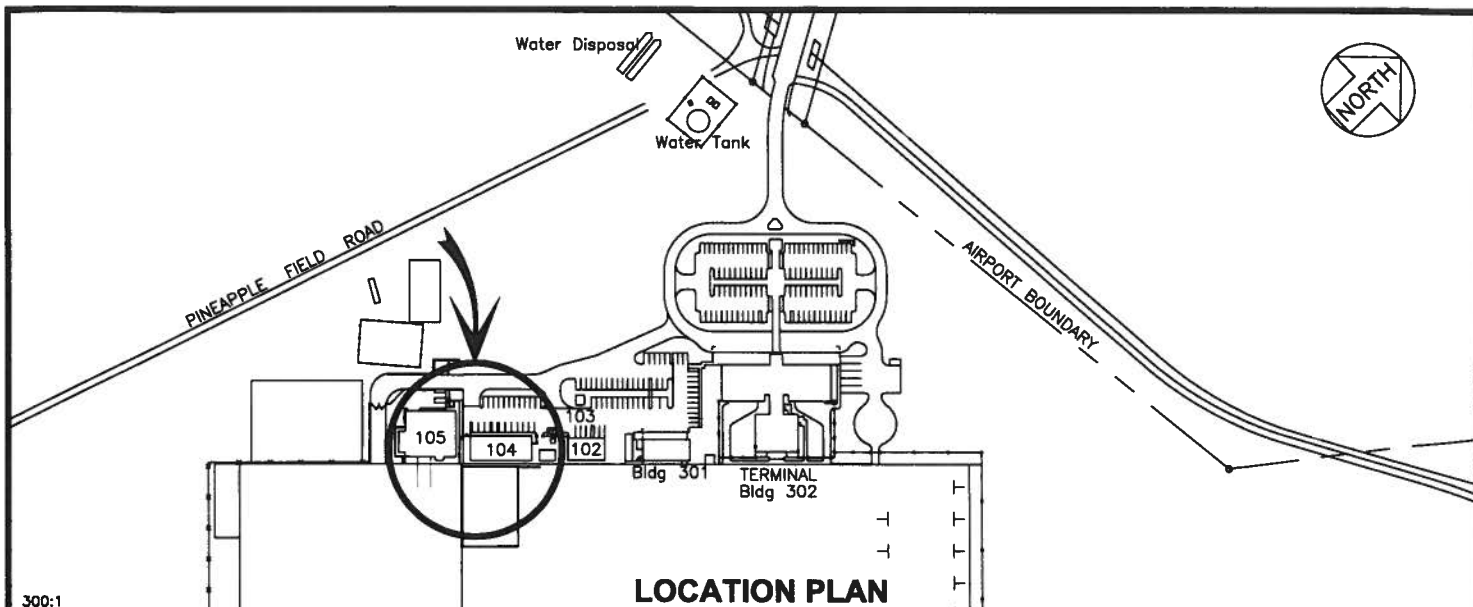 Water Disposal
NORTH
Water Tank
PINEAPPLE FIELD ROAD
AIRPORT BOUNDARY
103
105
104
102
Bldg 301
TERMINAL
Bldg 302
LOCATION PLAN
300:1